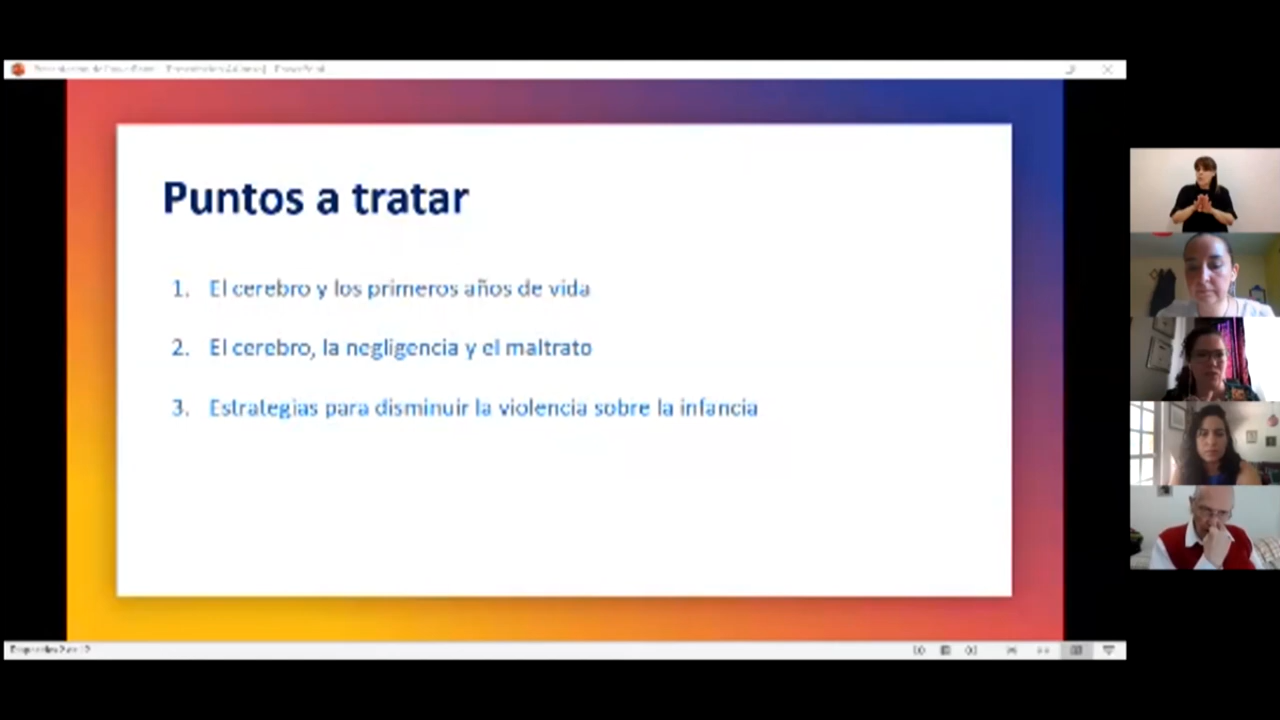 Puntos a tratar
1. El cerebro y los primeros años de vida
2. El cerebro, la negligencia y el maltrato
3. Estrategias para disminuir la violencia sobre la infancia